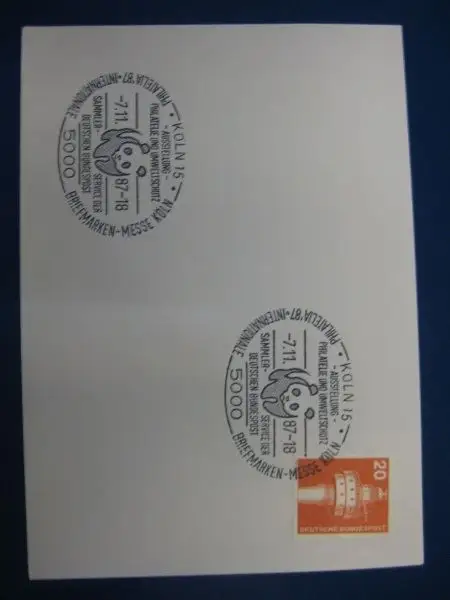 PHILATELIA '87 • INTERNATIONALE BRIEFMARKEN-MESSE KÖLN
• KÖLN 15 •
- AUSSTELLUNG -
PHILATELIE UND UMWELTSCHUTZ
-7.11. 87-18
SAMMLER- SERVICE DER
DEUTSCHEN BUNDESPOST
5000
PHILATELIA '87 • INTERNATIONALE BRIEFMARKEN-MESSE KÖLN
• KÖLN 15 •
- AUSSTELLUNG -
PHILATELIE UND UMWELTSCHUTZ
-7.11. 87-18
SAMMLER- SERVICE DER
DEUTSCHEN BUNDESPOST
5000
20
DEUTSCHE BUNDESPOST